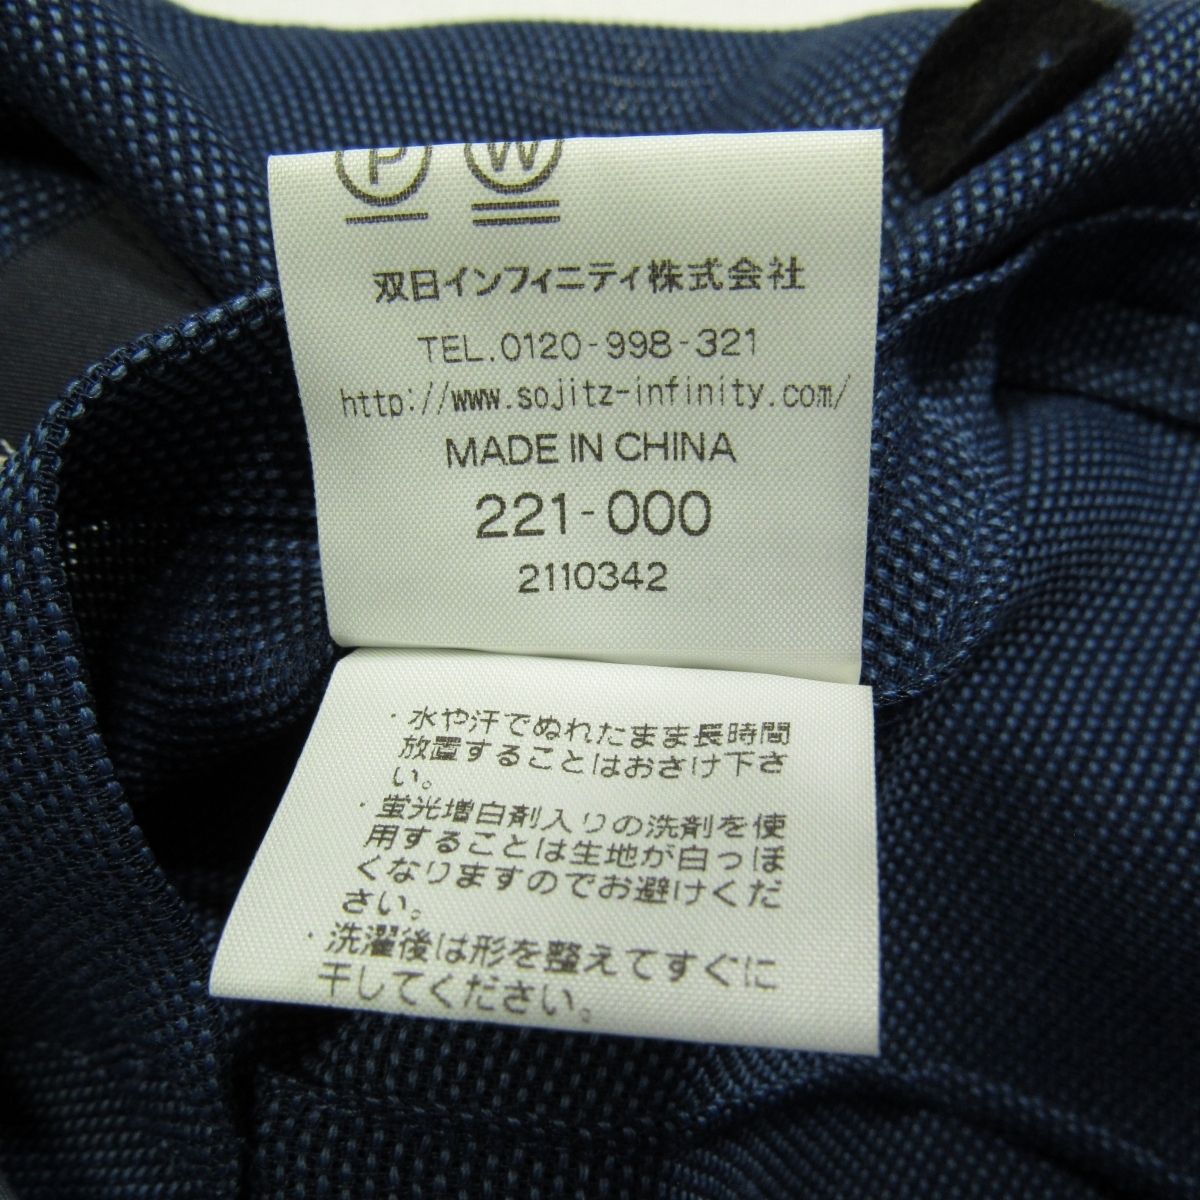 P W
双日インフィニティ株式会社
TEL.0120-998-321
http://www.sojitz-infinity.com/
MADE IN CHINA
221-000
2110342
・水や汗でぬれたまま長時間
放置することはおさけ下さ
い。
・蛍光増白剤入りの洗剤を使
用することは生地が白っぽ
くなりますのでお避けくだ
さい。
・洗濯後は形を整えてすぐに
干してください。